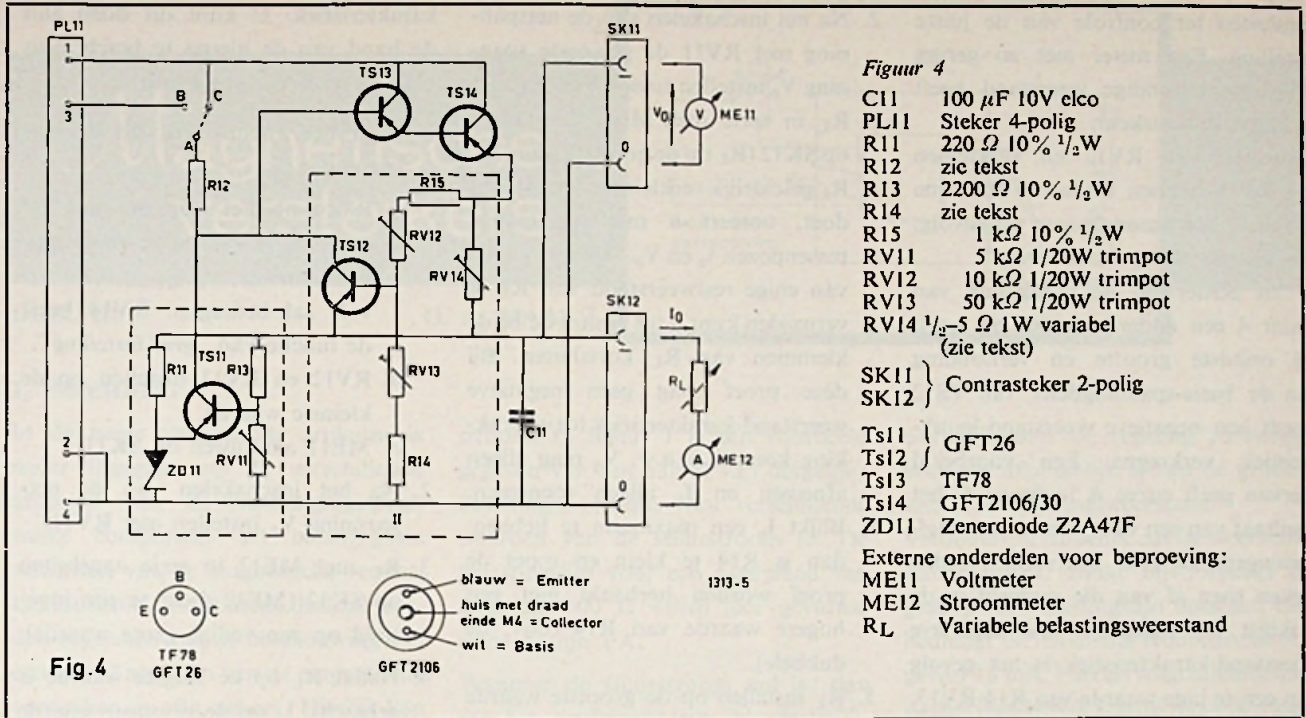 PL11
1
3
2
4
B
C
A
R12
TS13
TS14
R15
RV12
RV14
TS12
R11
TS11
R13
RV11
ZD11
RV13
R14
I
II
C11
SK11
–
V₀
V
ME11
0
SK12
–
I₀
R_L
A
ME12
0
1313-5
B
E C
TF78
GFT26
Fig.4
blauw = Emitter
huis met draad
einde M4 = Collector
wit = Basis
GFT2106
Figuur 4
C11 100 μF 10V elco
PL11 Steker 4-polig
R11 220 Ω 10% ¹/₂W
R12 zie tekst
R13 2200 Ω 10% ¹/₂W
R14 zie tekst
R15 1 kΩ 10% ¹/₂W
RV11 5 kΩ 1/20W trimpot
RV12 10 kΩ 1/20W trimpot
RV13 50 kΩ 1/20W trimpot
RV14 ¹/₂–5 Ω 1W variabel
(zie tekst)
SK11 } Contrasteker 2-polig
SK12
Ts11 } GFT26
Ts12
Ts13 TF78
Ts14 GFT2106/30
ZD11 Zenerdiode Z2A47F
Externe onderdelen voor beproeving:
ME11 Voltmeter
ME12 Stroommeter
R_L Variabele belastingsweerstand